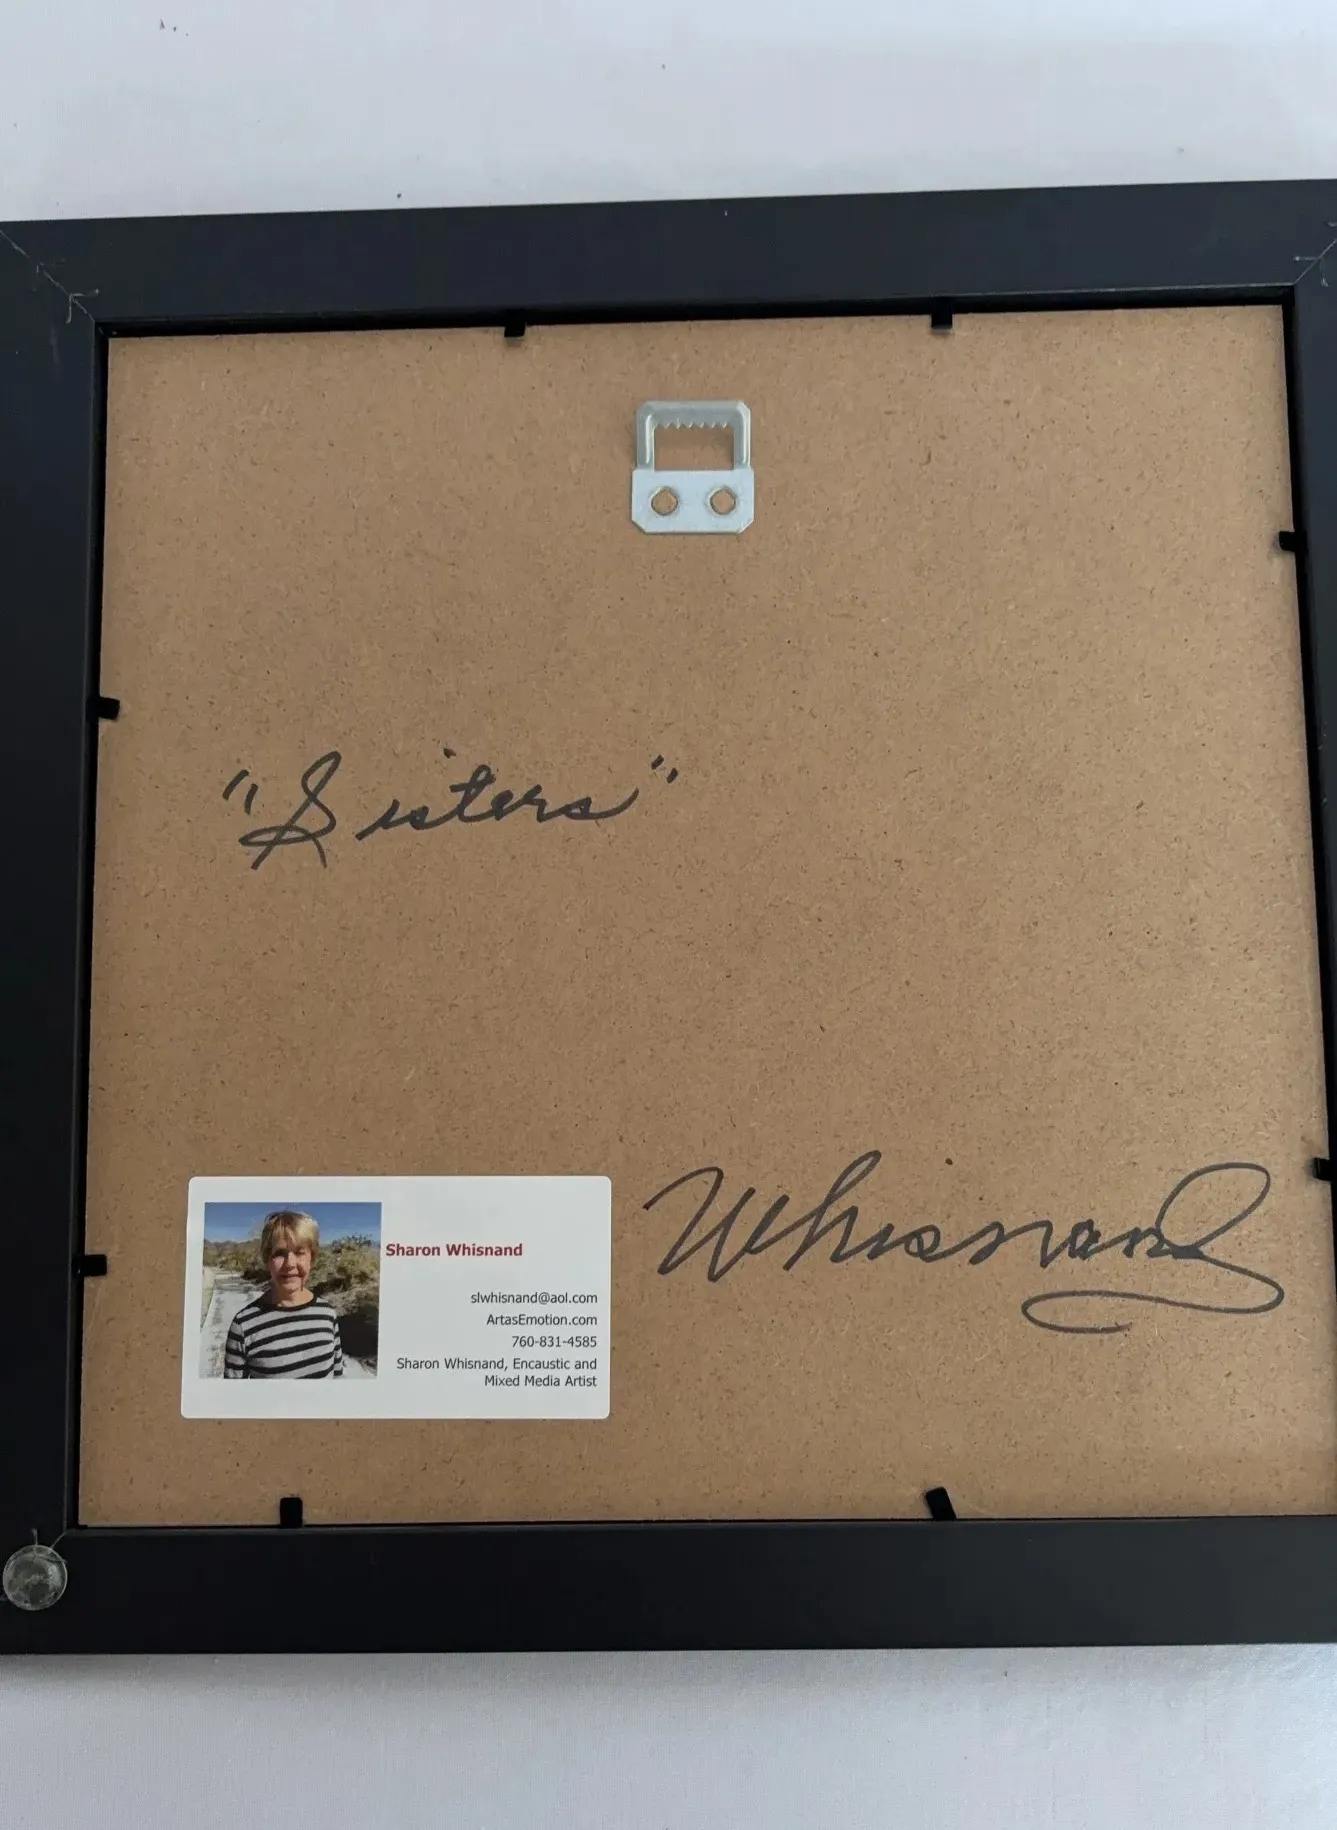 "Sisters"
Whisnand
Sharon Whisnand
slwhisnand@aol.com
ArtasEmotion.com
760-831-4585
Sharon Whisnand, Encaustic and
Mixed Media Artist